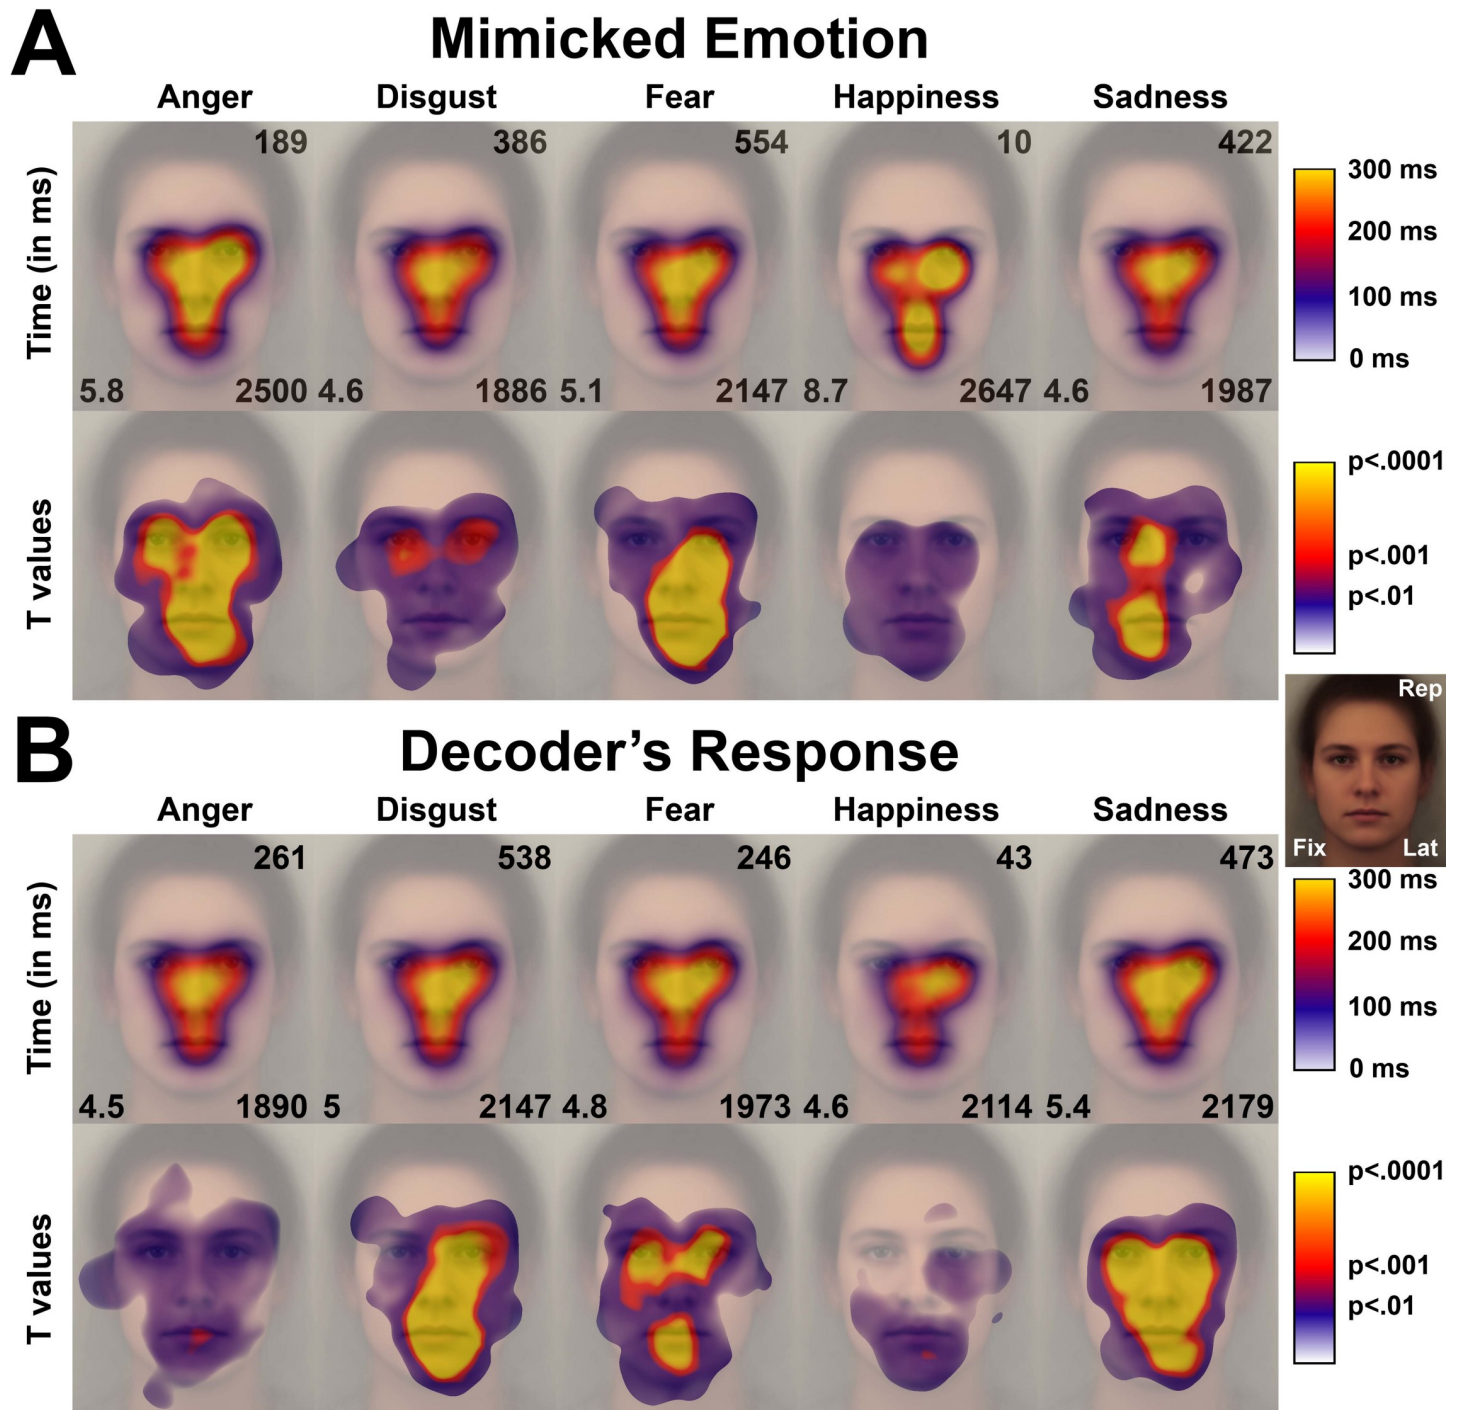 A
Mimicked Emotion
Anger Disgust Fear Happiness Sadness
Time (in ms)
189 386 554 10 422
5.8 2500 4.6 1886 5.1 2147 8.7 2647 4.6 1987
300 ms
200 ms
100 ms
0 ms
T values
p<.0001
p<.001
p<.01
Rep
Fix Lat
B
Decoder’s Response
Anger Disgust Fear Happiness Sadness
Time (in ms)
261 538 246 43 473
4.5 1890 5 2147 4.8 1973 4.6 2114 5.4 2179
300 ms
200 ms
100 ms
0 ms
T values
p<.0001
p<.001
p<.01